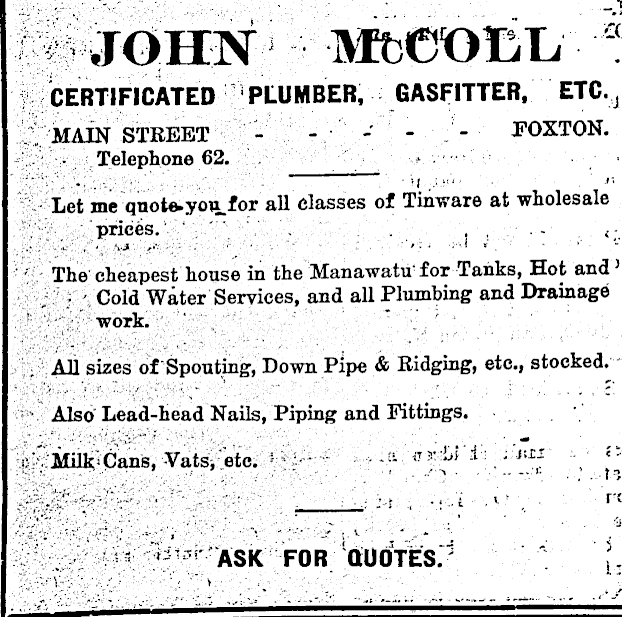 JOHN McCOLL
CERTIFICATED PLUMBER, GASFITTER, ETC.,
MAIN STREET - - - - - FOXTON.
Telephone 62.
Let me quote you for all classes of Tinware at wholesale
prices.
The cheapest house in the Manawatu for Tanks, Hot and
Cold Water Services, and all Plumbing and Drainage
work.
All sizes of Spouting, Down Pipe & Ridging, etc., stocked.
Also Lead-head Nails, Piping and Fittings.
Milk Cans, Vats, etc.
ASK FOR QUOTES.